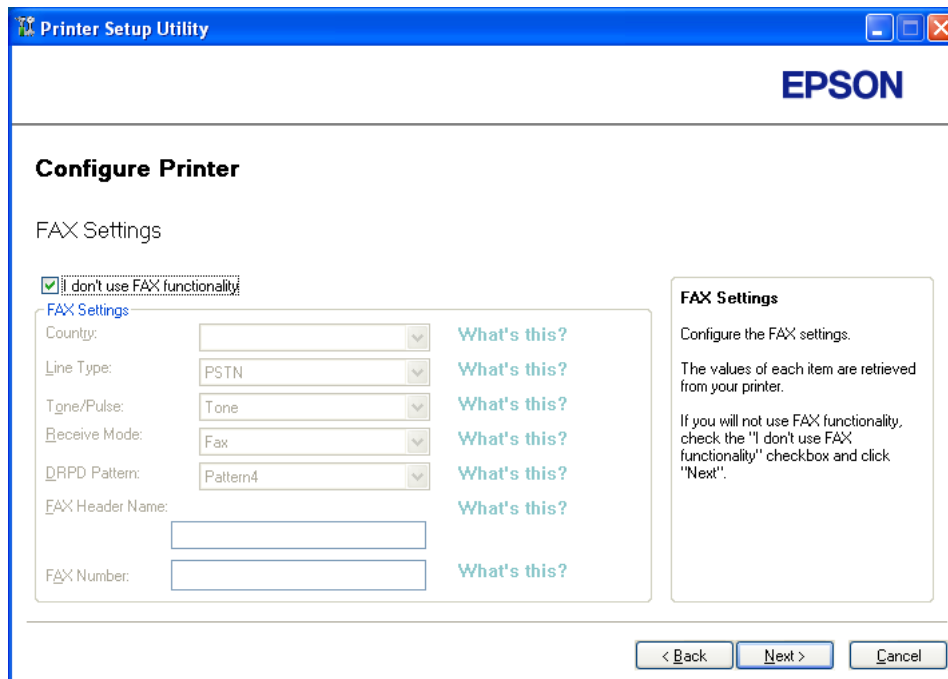 Printer Setup Utility
EPSON
Configure Printer
FAX Settings
I don't use FAX functionality
FAX Settings
Country:
What's this?
Line Type:
PSTN
What's this?
Tone/Pulse:
Tone
What's this?
Receive Mode:
Fax
What's this?
DRPD Pattern:
Pattern4
What's this?
FAX Header Name:
What's this?
FAX Number:
What's this?
FAX Settings
Configure the FAX settings.
The values of each item are retrieved
from your printer.
If you will not use FAX functionality,
check the "I don't use FAX
functionality" checkbox and click
"Next".
< Back
Next >
Cancel